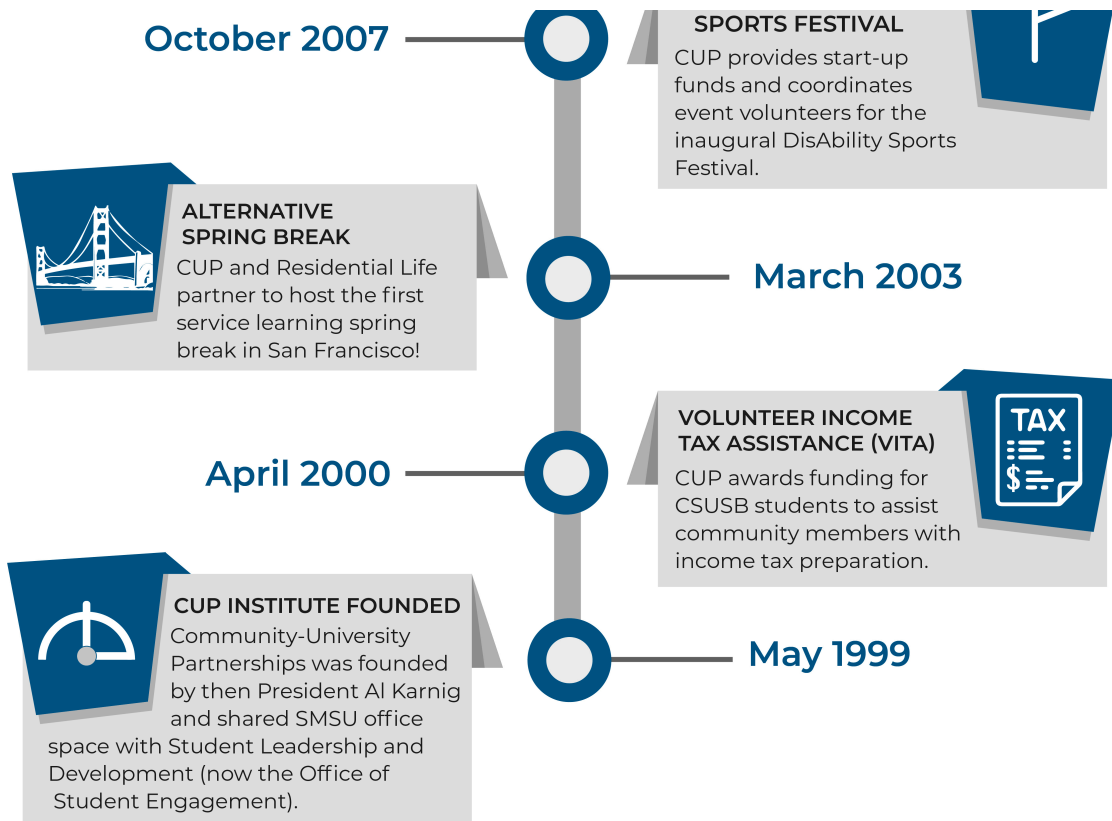 October 2007
SPORTS FESTIVAL
CUP provides start-up
funds and coordinates
event volunteers for the
inaugural DisAbility Sports
Festival.
ALTERNATIVE
SPRING BREAK
CUP and Residential Life
partner to host the first
service learning spring
break in San Francisco!
March 2003
April 2000
VOLUNTEER INCOME
TAX ASSISTANCE (VITA)
CUP awards funding for
CSUSB students to assist
community members with
income tax preparation.
TAX
$
CUP INSTITUTE FOUNDED
Community-University
Partnerships was founded
by then President Al Karnig
and shared SMSU office
space with Student Leadership and
Development (now the Office of
Student Engagement).
May 1999